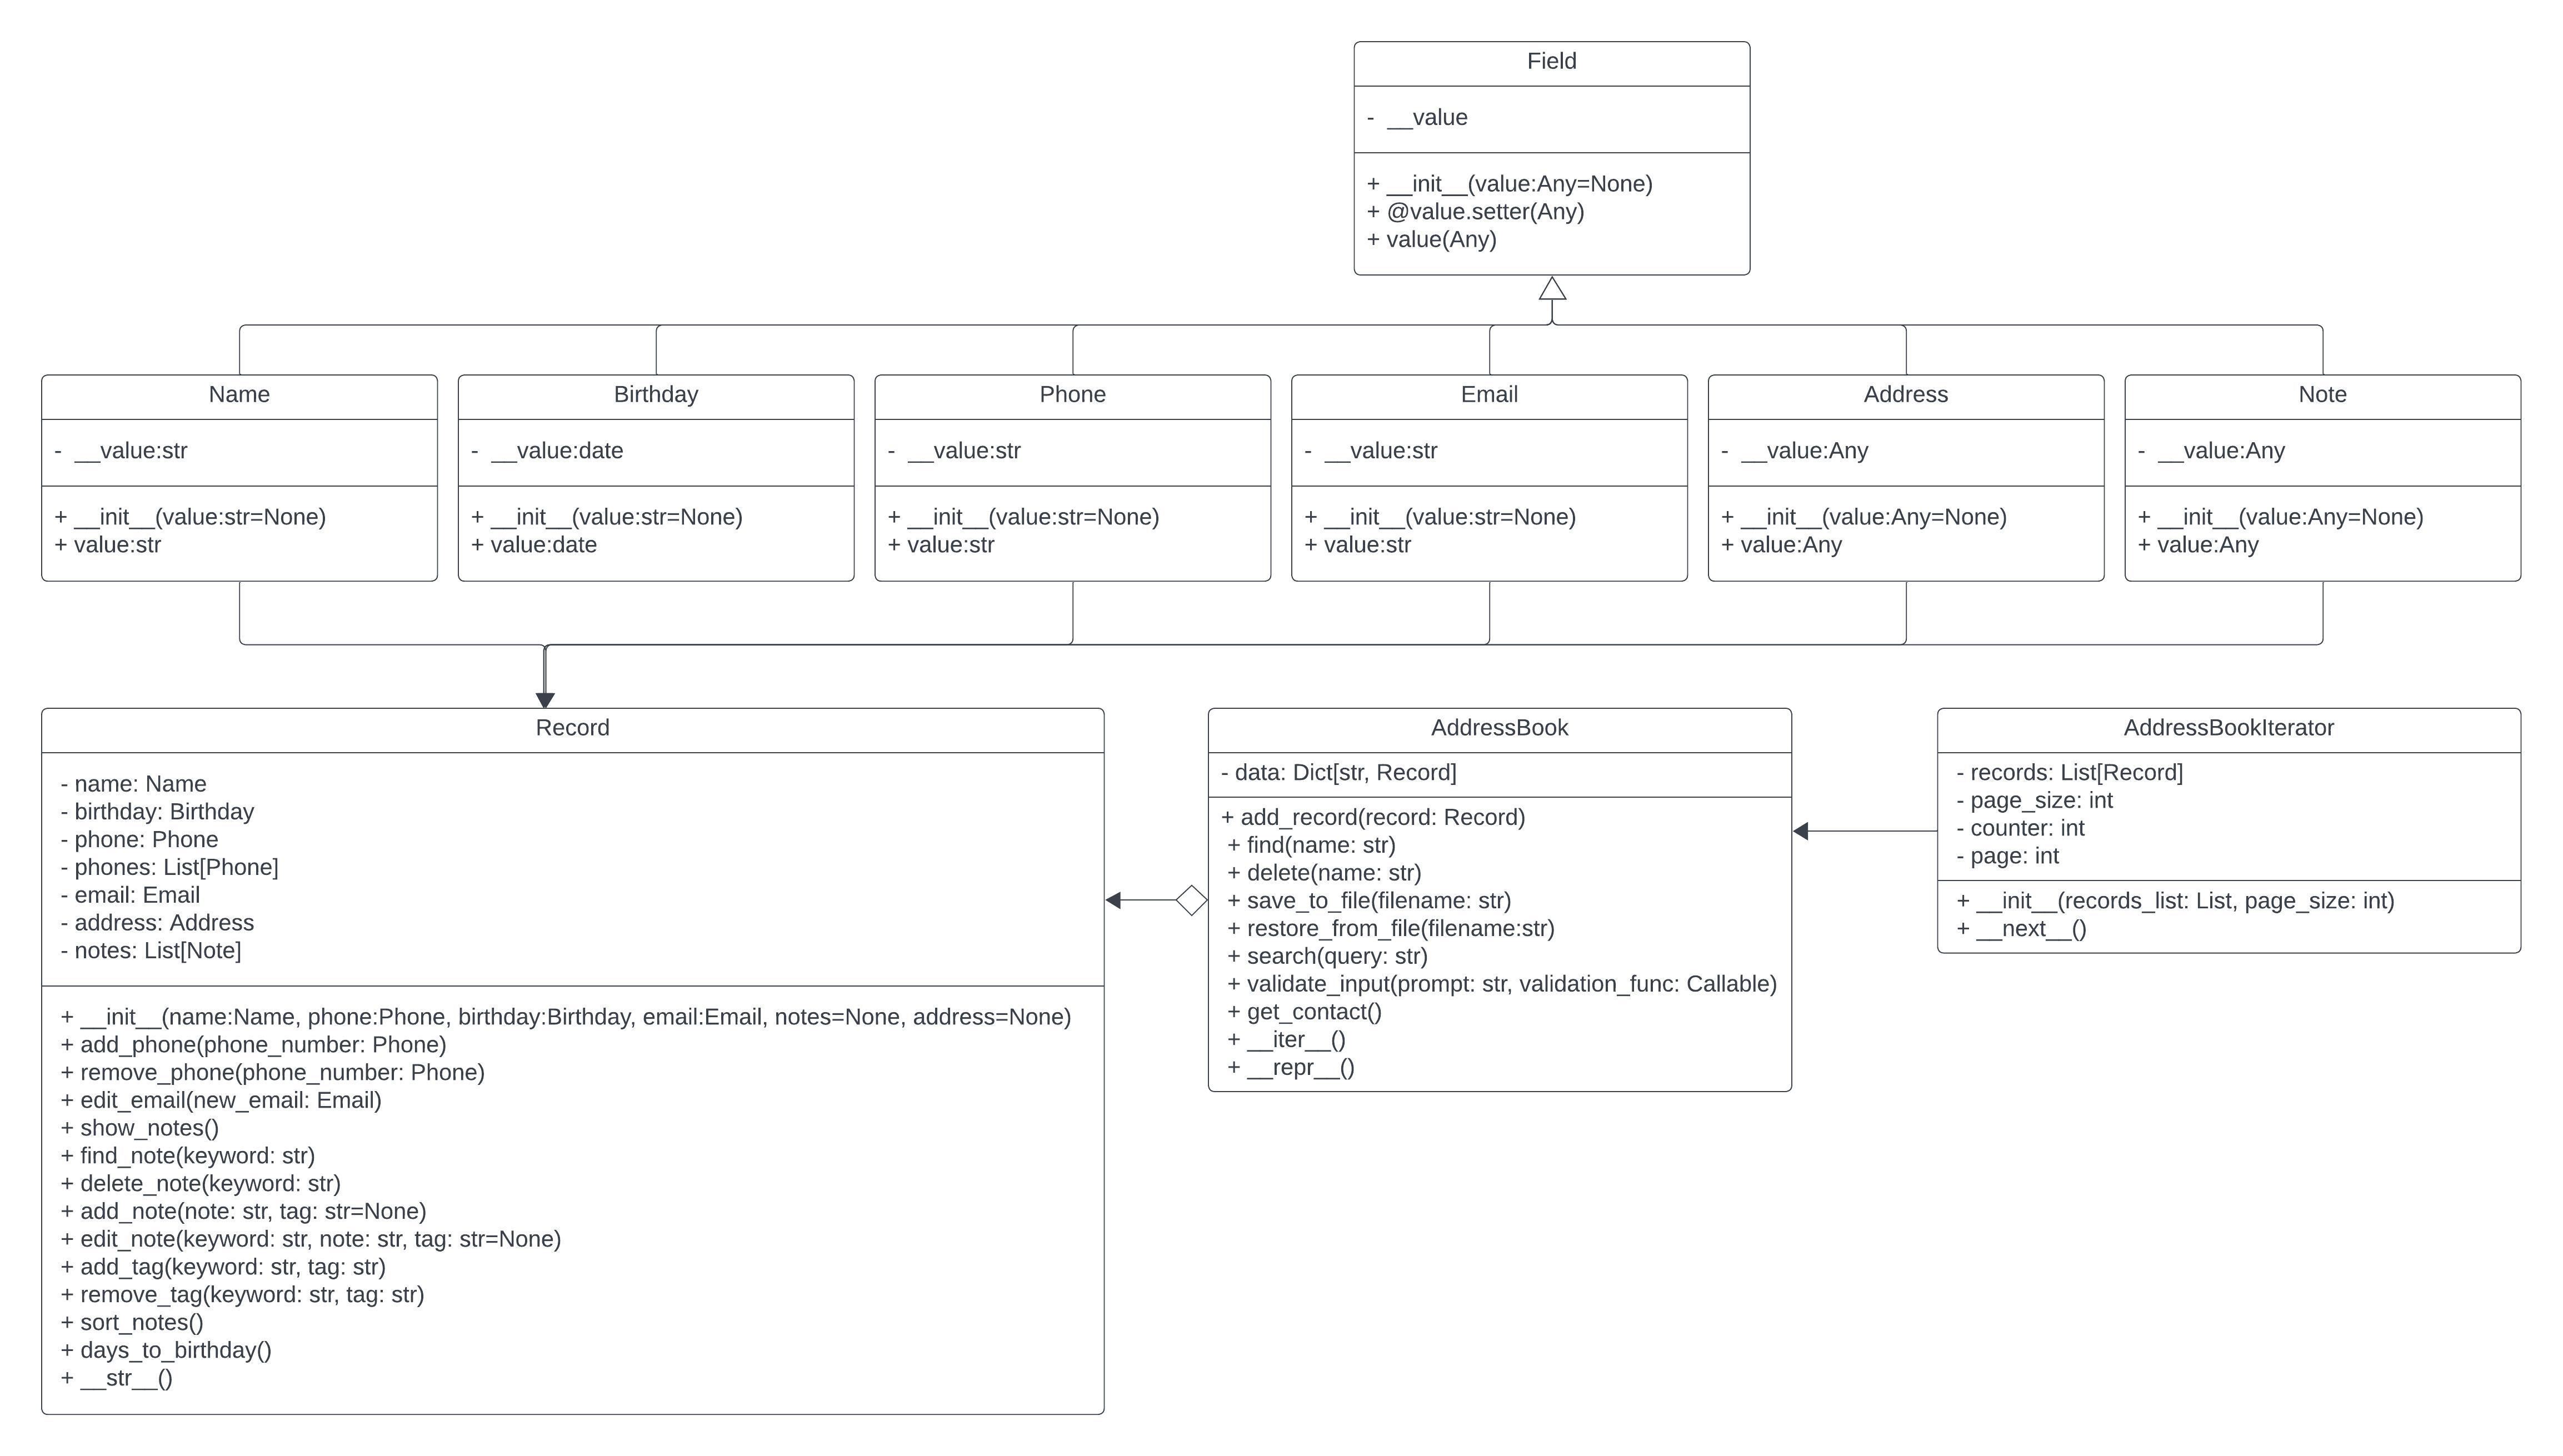 Field
- __value
+ __init__(value:Any=None)
+ @value.setter(Any)
+ value(Any)
Name
- __value:str
+ __init__(value:str=None)
+ value:str
Birthday
- __value:date
+ __init__(value:str=None)
+ value:date
Phone
- __value:str
+ __init__(value:str=None)
+ value:str
Email
- __value:str
+ __init__(value:str=None)
+ value:str
Address
- __value:Any
+ __init__(value:Any=None)
+ value:Any
Note
- __value:Any
+ __init__(value:Any=None)
+ value:Any
Record
- name: Name
- birthday: Birthday
- phone: Phone
- phones: List[Phone]
- email: Email
- address: Address
- notes: List[Note]
+ __init__(name:Name, phone:Phone, birthday:Birthday, email:Email, notes=None, address=None)
+ add_phone(phone_number: Phone)
+ remove_phone(phone_number: Phone)
+ edit_email(new_email: Email)
+ show_notes()
+ find_note(keyword: str)
+ delete_note(keyword: str)
+ add_note(note: str, tag: str=None)
+ edit_note(keyword: str, note: str, tag: str=None)
+ add_tag(keyword: str, tag: str)
+ remove_tag(keyword: str, tag: str)
+ sort_notes()
+ days_to_birthday()
+ __str__()
AddressBook
- data: Dict[str, Record]
+ add_record(record: Record)
+ find(name: str)
+ delete(name: str)
+ save_to_file(filename: str)
+ restore_from_file(filename:str)
+ search(query: str)
+ validate_input(prompt: str, validation_func: Callable)
+ get_contact()
+ __iter__()
+ __repr__()
AddressBookIterator
- records: List[Record]
- page_size: int
- counter: int
- page: int
+ __init__(records_list: List, page_size: int)
+ __next__()